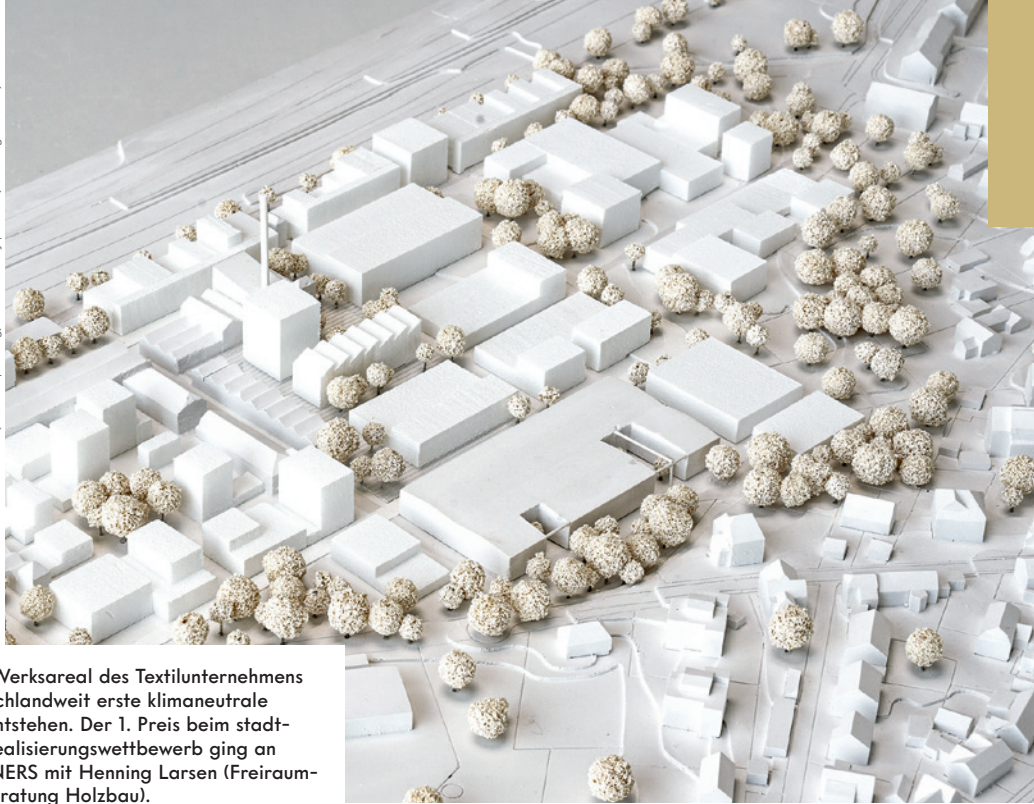 Verksareal des Textilunternehmens
chlandweit erste klimaneutrale
ntstehen. Der 1. Preis beim stadt-
ealisierungswettbewerb ging an
NERS mit Henning Larsen (Freiraum-
ratung Holzbau).